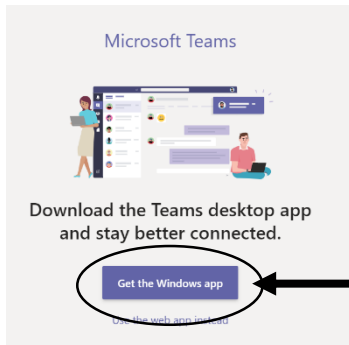 Microsoft Teams
Download the Teams desktop app
and stay better connected.
Get the Windows app
Use the web app instead